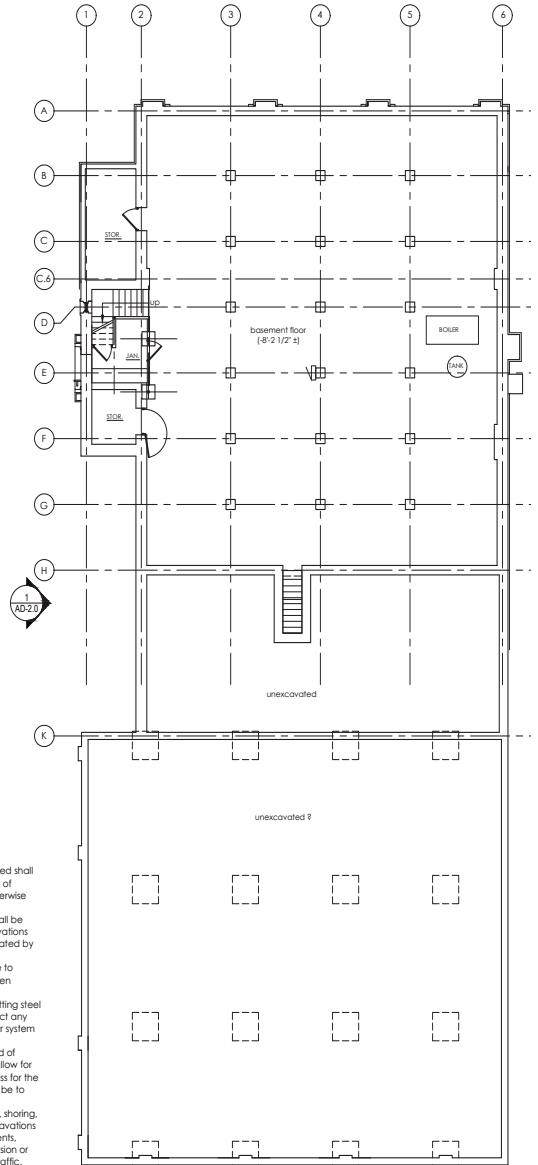 1
2
3
4
5
6
A
B
C
C.6
D
E
F
G
H
K
STOR.
up
basement floor
(-8'-2 1/2" ±)
BOILER
JAN.
TANK
STOR.
1
AD-2.0
unexcavated
unexcavated ?
ed shall
of
erwise
all be
vations
ated by
e to
en
tting steel
ct any
r system
d of
llow for
ss for the
be to
, shoring,
avations
ents,
sion or
affic.